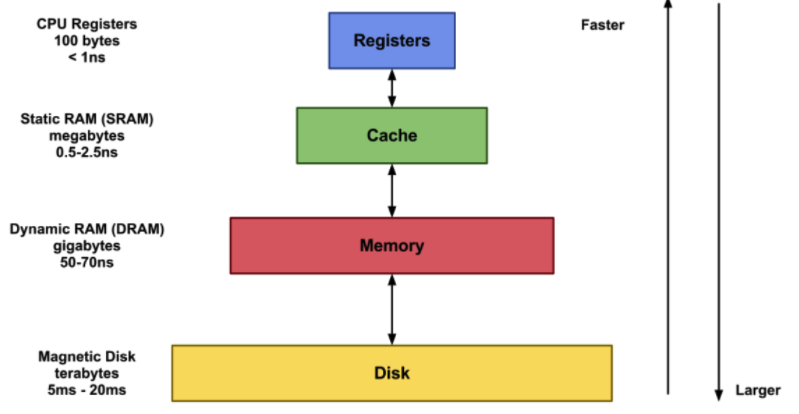 CPU Registers
100 bytes
< 1ns
Registers
Faster
Static RAM (SRAM)
megabytes
0.5-2.5ns
Cache
Dynamic RAM (DRAM)
gigabytes
50-70ns
Memory
Magnetic Disk
terabytes
5ms - 20ms
Disk
Larger